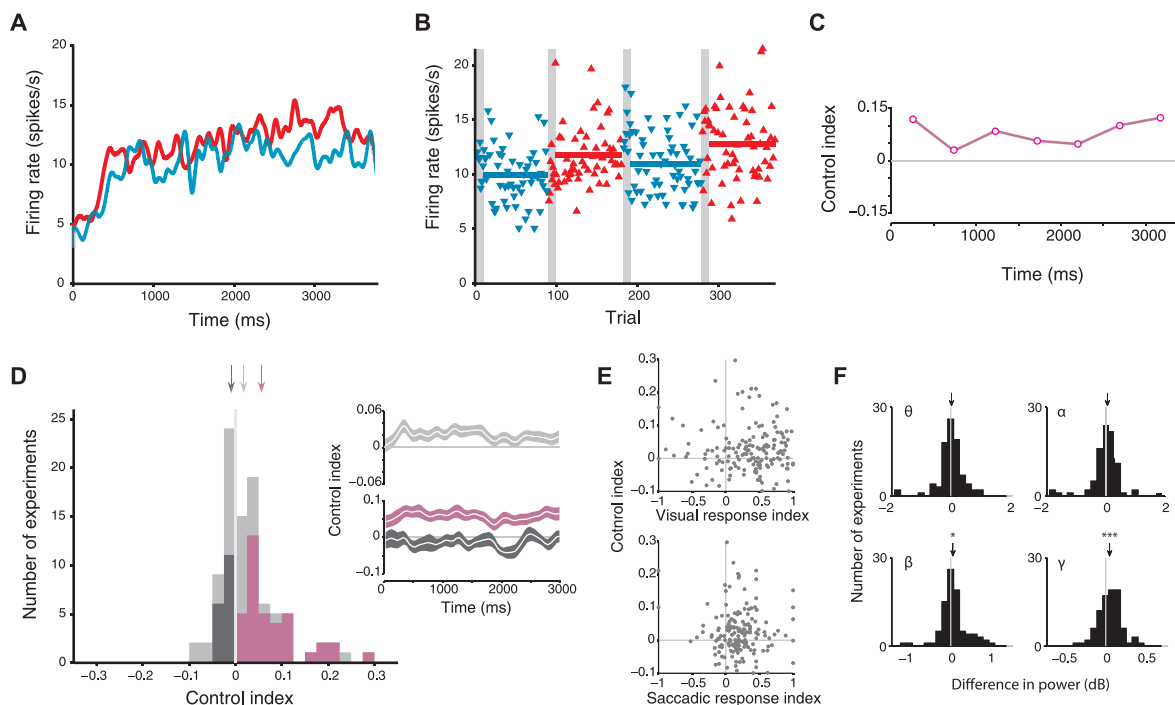 A
20
15
10
5
0
Firing rate (spikes/s)
0 1000 2000 3000
Time (ms)
B
20
15
10
5
0
Firing rate (spikes/s)
0 100 200 300
Trial
C
0.15
0
−0.15
Control index
0 1000 2000 3000
Time (ms)
D
25
20
15
10
5
0
Number of experiments
−0.3 −0.2 −0.1 0 0.1 0.2 0.3
Control index
0.06
0
−0.06
0.1
0
−0.1
Control index
0 1000 2000 3000
Time (ms)
E
0.3
0.2
0.1
0
−0.1
Cotnrol index
−1 −0.5 0 0.5 1
Visual response index
0.3
0.2
0.1
0
−0.1
−1 −0.5 0 0.5 1
Saccadic response index
F
Number of experiments
θ
30
0
−2 0 2
α
30
0
−2 0 2
β
*
30
0
−1 0 1
γ
***
30
0
−0.5 0 0.5
Difference in power (dB)